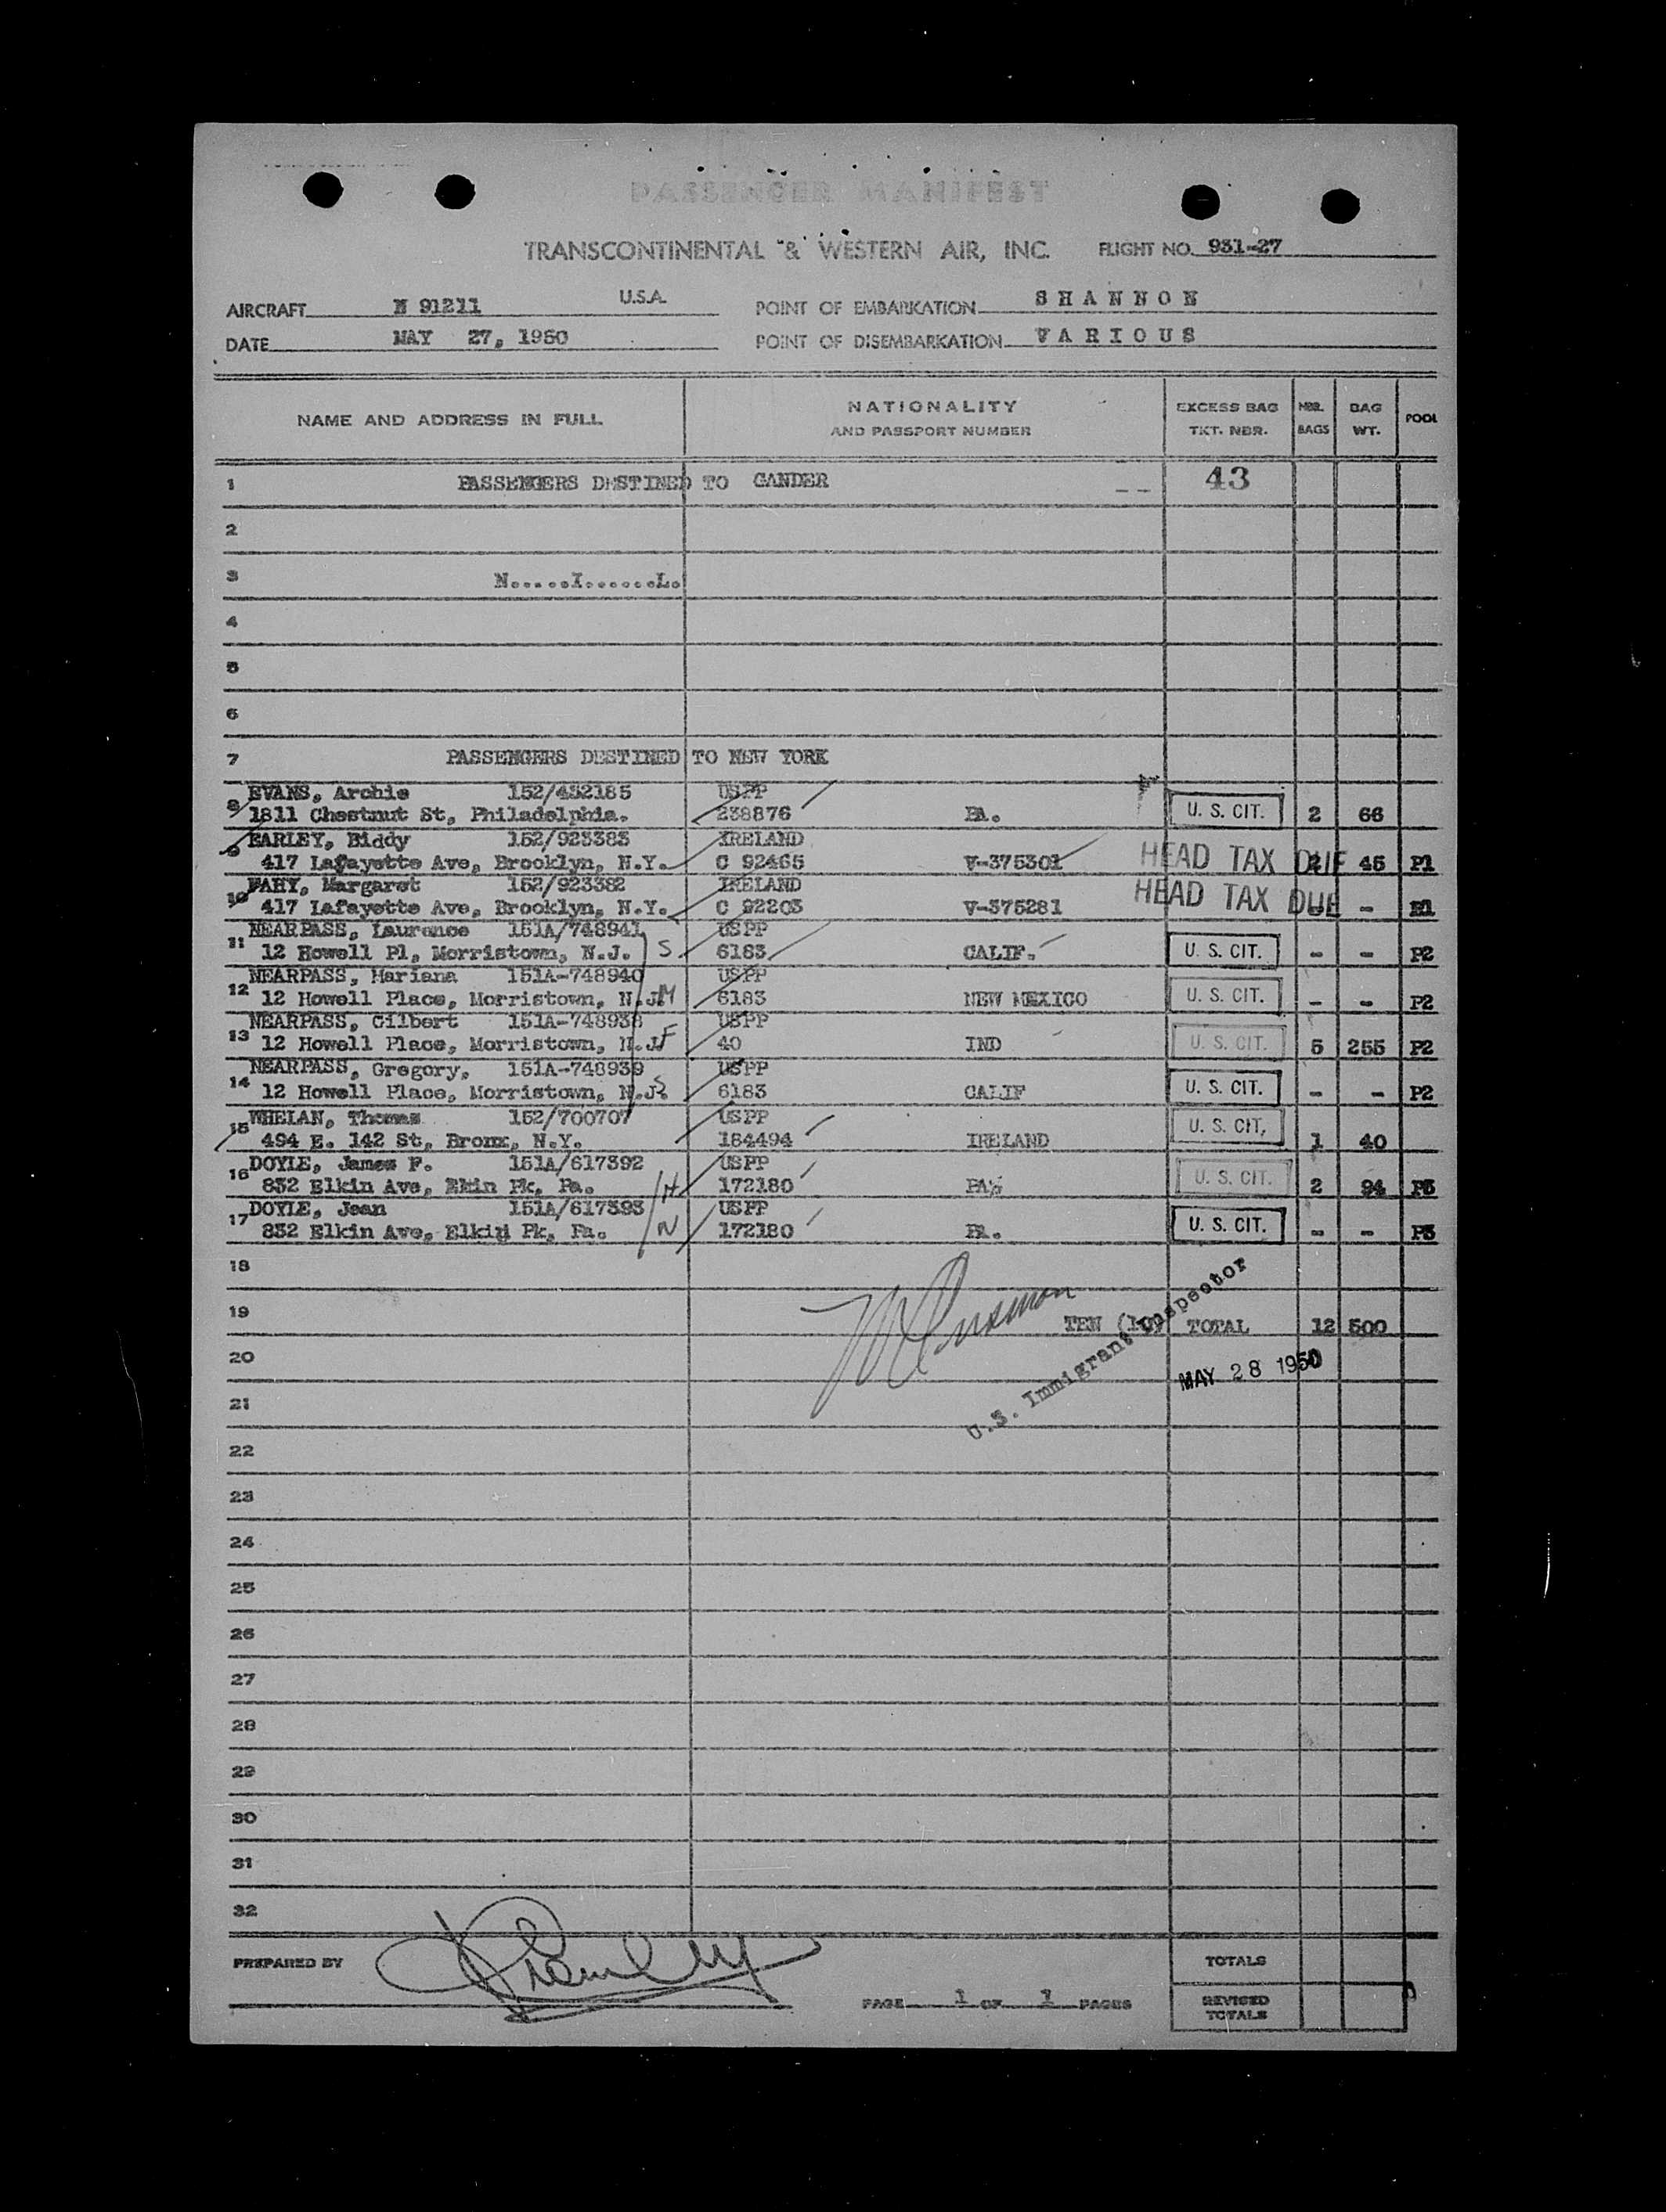 PASSENGER MANIFEST
TRANSCONTINENTAL & WESTERN AIR, INC. FLIGHT NO. 931-27
AIRCRAFT N 91211 U.S.A. POINT OF EMBARKATION SHANNON
DATE MAY 27, 1950 POINT OF DISEMBARKATION VARIOUS
NAME AND ADDRESS IN FULL NATIONALITY AND PASSPORT NUMBER EXCESS BAG TKT. NBR. NBR. BAGS BAG WT. POOL
1 PASSENGERS DESTINED TO GANDER -- 43
2
3 N.....I......L.
4
5
6
7 PASSENGERS DESTINED TO NEW YORK
EVANS, Archie 152/432185 USPP
8 1811 Chestnut St, Philadelphia. 238876 PA. U. S. CIT. 2 66
EARLEY, Biddy 152/923383 IRELAND
9 417 Lafayette Ave, Brooklyn, N.Y. C 92465 V-375301 HEAD TAX DUE 2 45 P1
FAHY, Margaret 152/923382 IRELAND
10 417 Lafayette Ave, Brooklyn, N.Y. C 92203 V-375281 HEAD TAX DUE - - P1
NEARPASS, Laurance 151A/748941 USPP
11 12 Howell Pl, Morristown, N.J. S 6183 CALIF. U. S. CIT. - - P2
NEARPASS, Mariana 151A-748940 USPP
12 12 Howell Place, Morristown, N.J. M 6183 NEW MEXICO U. S. CIT. - - P2
NEARPASS, Gilbert 151A-748938 USPP
13 12 Howell Place, Morristown, N.J. F 40 IND U. S. CIT. 5 255 P2
NEARPASS, Gregory, 151A-748939 USPP
14 12 Howell Place, Morristown, N.J. S 6183 CALIF U. S. CIT. - - P2
WHELAN, Thomas 152/700707 USPP
15 494 E. 142 St, Bronx, N.Y. 184494 IRELAND U. S. CIT. 1 40
DOYLE, James F. 151A/617392 USPP
16 832 Elkin Ave, Elkin Pk, Pa. H 172180 PA. U. S. CIT. 2 94 P3
DOYLE, Jean 151A/617393 USPP
17 832 Elkin Ave, Elkin Pk, Pa. W 172180 PA. U. S. CIT. - - P3
18
19 TEN (10) TOTAL 12 500
20 MAY 28 1950
21 U.S. Immigrant Inspector
22
23
24
25
26
27
28
29
30
31
32
PREPARED BY TOTALS
PAGE 1 OF 1 PAGES REVISED TOTALS